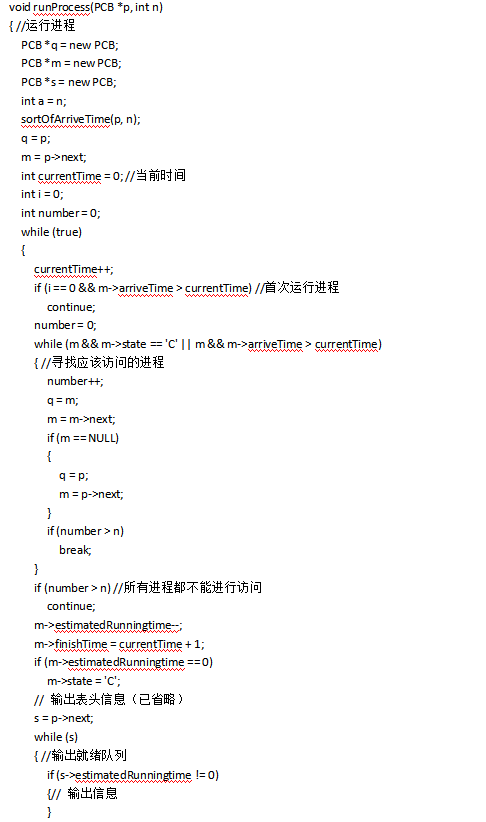 void runProcess(PCB *p, int n)
{ //运行进程
PCB *q = new PCB;
PCB *m = new PCB;
PCB *s = new PCB;
int a = n;
sortOfArriveTime(p, n);
q = p;
m = p->next;
int currentTime = 0; //当前时间
int i = 0;
int number = 0;
while (true)
{
currentTime++;
if (i == 0 && m->arriveTime > currentTime) //首次运行进程
continue;
number = 0;
while (m && m->state == 'C' || m && m->arriveTime > currentTime)
{ //寻找应该访问的进程
number++;
q = m;
m = m->next;
if (m == NULL)
{
q = p;
m = p->next;
}
if (number > n)
break;
}
if (number > n) //所有进程都不能进行访问
continue;
m->estimatedRunningtime--;
m->finishTime = currentTime + 1;
if (m->estimatedRunningtime == 0)
m->state = 'C';
// 输出表头信息（已省略）
s = p->next;
while (s)
{ //输出就绪队列
if (s->estimatedRunningtime != 0)
{// 输出信息
}